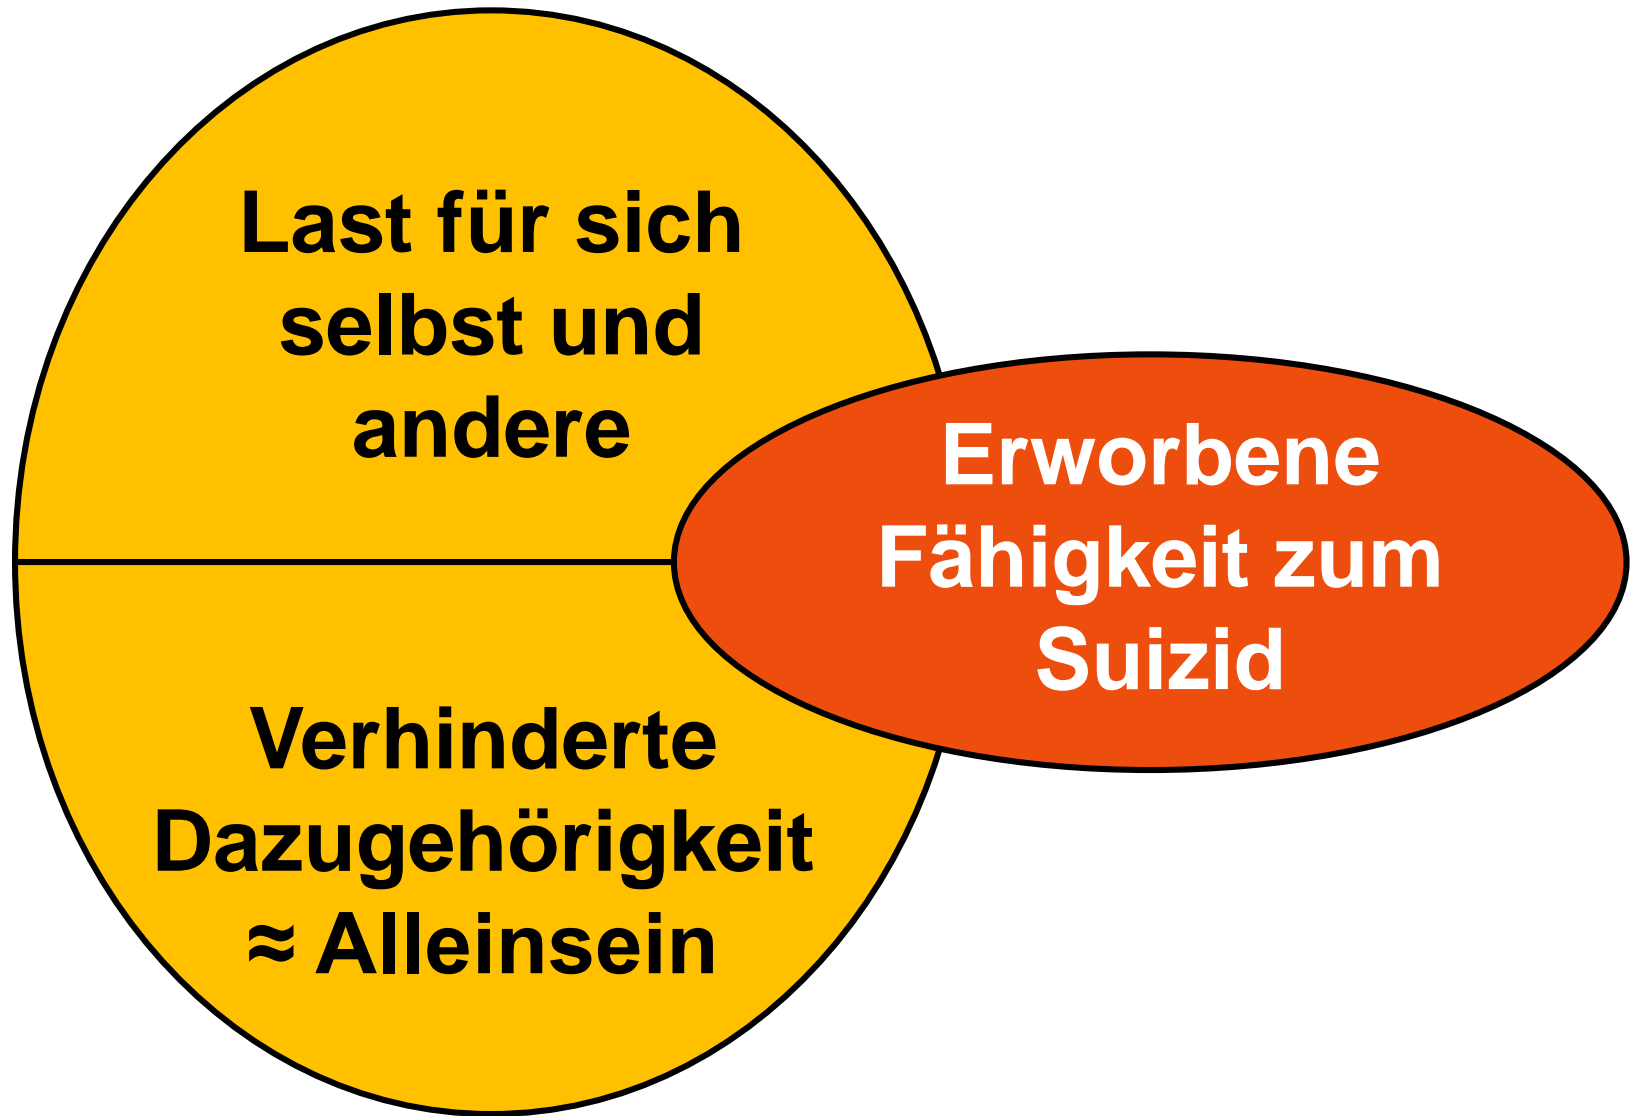 Last für sich
selbst und
andere
Erworbene
Fähigkeit zum
Suizid
Verhinderte
Dazugehörigkeit
≈ Alleinsein